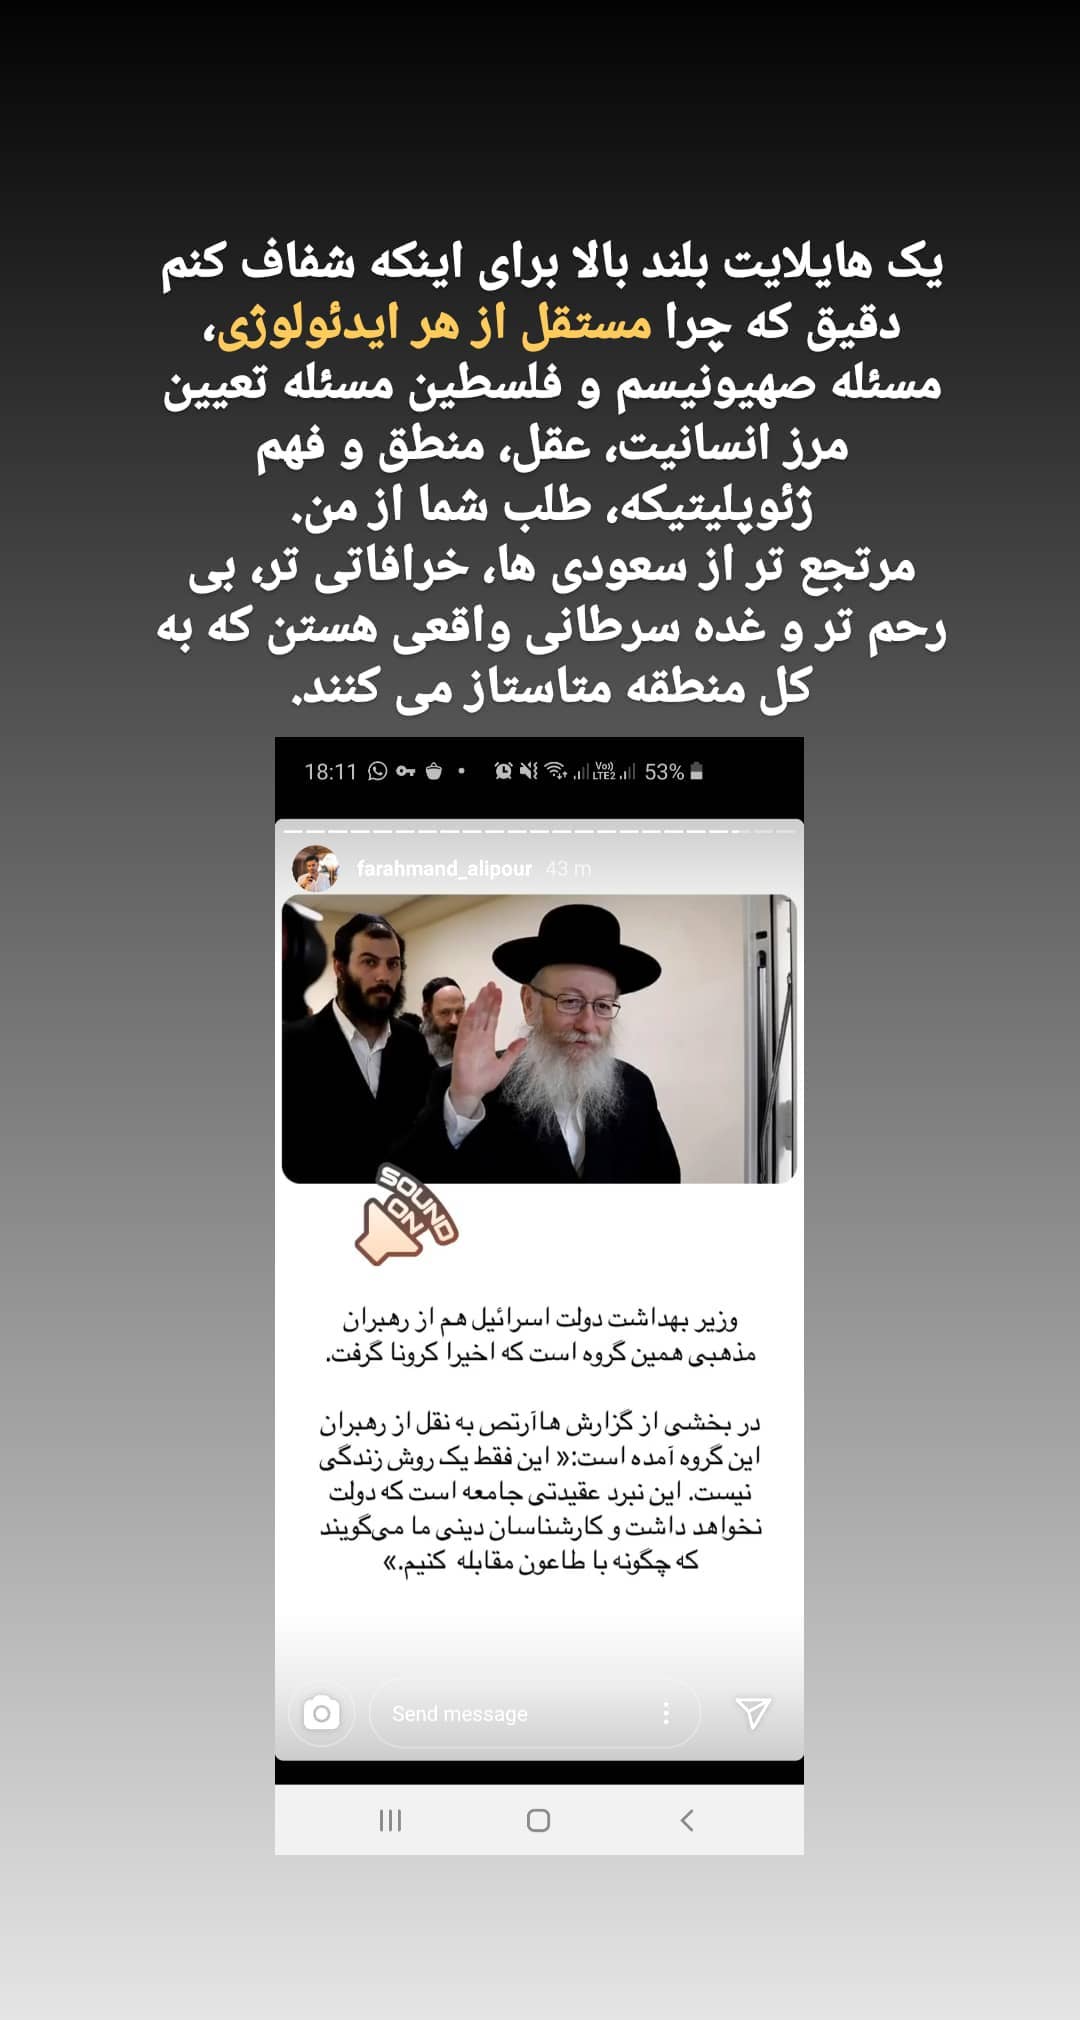 یک هایلایت بلند بالا برای اینکه شفاف کنم
دقیق که چرا مستقل از هر ایدئولوژی،
مسئله صهیونیسم و فلسطین مسئله تعیین
مرز انسانیت، عقل، منطق و فهم
ژئوپلیتیکه، طلب شما از من.
مرتجع تر از سعودی ها، خرافاتی تر، بی
رحم تر و غده سرطانی واقعی هستن که به
کل منطقه متاستاز می کنند.
18:11 Vo)) LTE2 53%
farahmand_alipour 43 m
SOUND
ON
وزیر بهداشت دولت اسرائیل هم از رهبران
مذهبی همین گروه است که اخیرا کرونا گرفت.
در بخشی از گزارش هاآرتص به نقل از رهبران
این گروه آمده است:« این فقط یک روش زندگی
نیست. این نبرد عقیدتی جامعه است که دولت
نخواهد داشت و کارشناسان دینی ما می‌گویند
که چگونه با طاعون مقابله کنیم.»
Send message